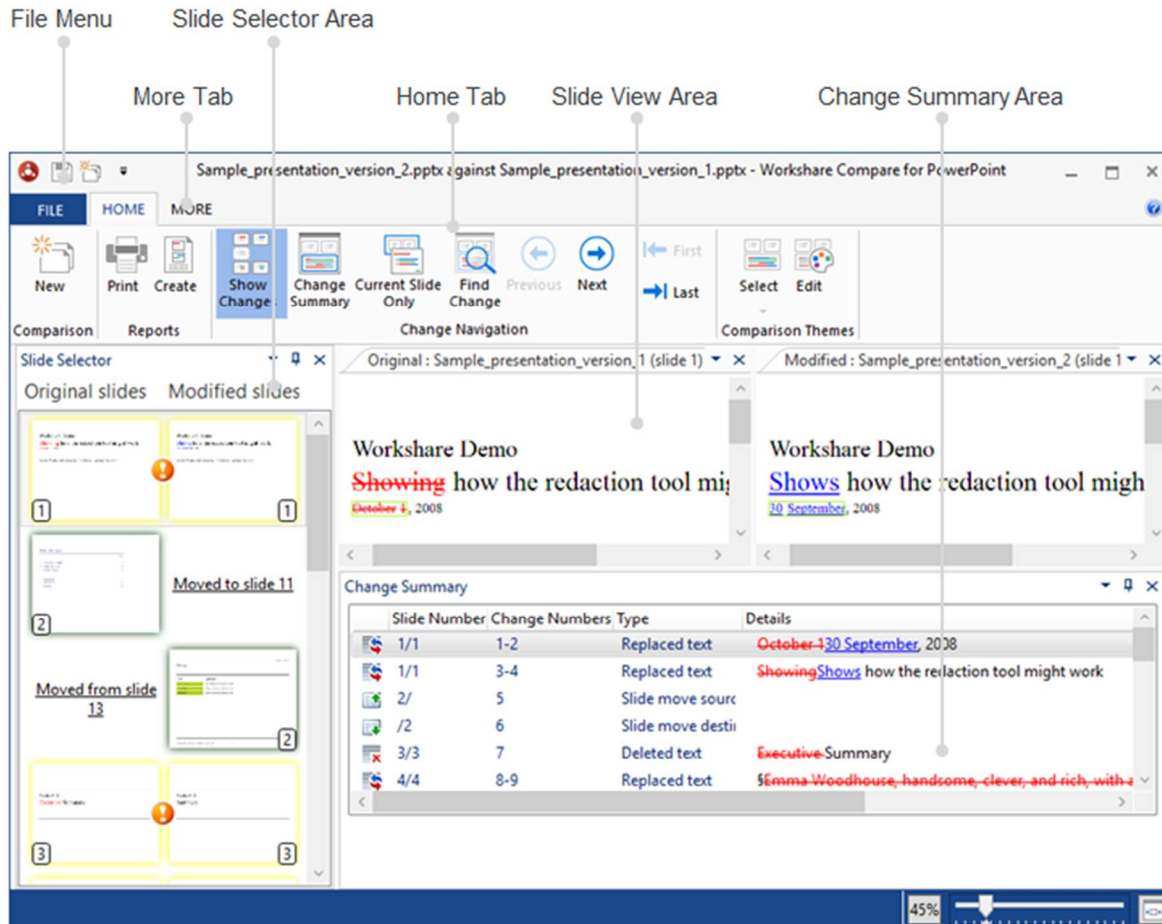 File Menu
Slide Selector Area
More Tab
Home Tab
Slide View Area
Change Summary Area
Sample_presentation_version_2.pptx against Sample_presentation_version_1.pptx - Workshare Compare for PowerPoint
FILE HOME MORE
New
Print
Create
Show Changes
Change Summary
Current Slide Only
Find Change
Previous
Next
First
Last
Select
Edit
Comparison
Reports
Change Navigation
Comparison Themes
Slide Selector
Original slides Modified slides
1 1
2 Moved to slide 11
Moved from slide 13
2
3 3
Original : Sample_presentation_version_1 (slide 1)
Workshare Demo
Showing how the redaction tool mig
October 1, 2008
Modified : Sample_presentation_version_2 (slide 1
Workshare Demo
Shows how the redaction tool migh
30 September, 2008
Change Summary
Slide Number Change Numbers Type Details
1/1 1-2 Replaced text October 130 September, 2008
1/1 3-4 Replaced text ShowingShows how the redaction tool might work
2/ 5 Slide move sourc
/2 6 Slide move desti
3/3 7 Deleted text Executive Summary
4/4 8-9 Replaced text §Emma Woodhouse, handsome, clever, and rich, with a
45%